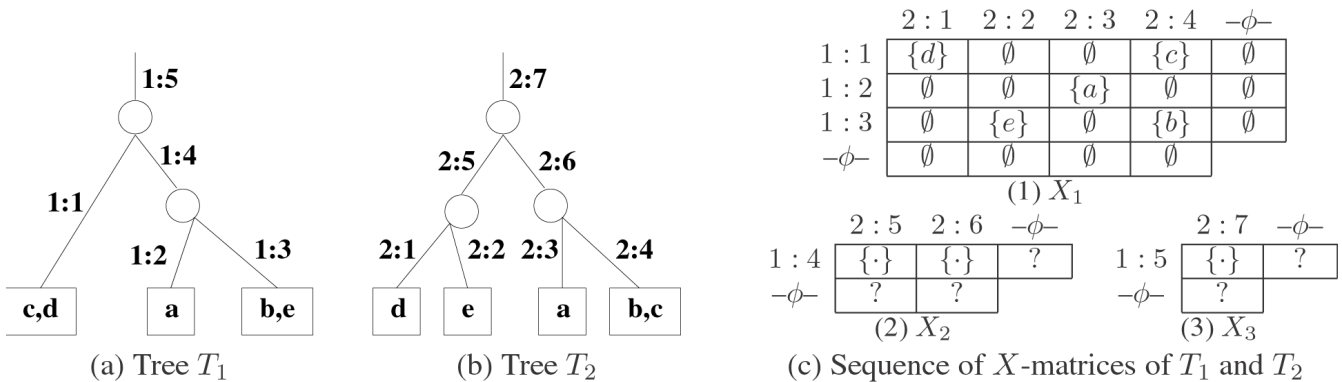 1:5
1:4
1:1
1:2
1:3
c,d
a
b,e
(a) Tree T₁
2:7
2:5
2:6
2:1
2:2
2:3
2:4
d
e
a
b,c
(b) Tree T₂
2 : 1 2 : 2 2 : 3 2 : 4 –ϕ–
1 : 1 {d} ∅ ∅ {c} ∅
1 : 2 ∅ ∅ {a} ∅ ∅
1 : 3 ∅ {e} ∅ {b} ∅
–ϕ– ∅ ∅ ∅ ∅
(1) X₁
2 : 5 2 : 6 –ϕ–
1 : 4 {·} {·} ?
–ϕ– ? ?
(2) X₂
2 : 7 –ϕ–
1 : 5 {·} ?
–ϕ– ?
(3) X₃
(c) Sequence of X-matrices of T₁ and T₂